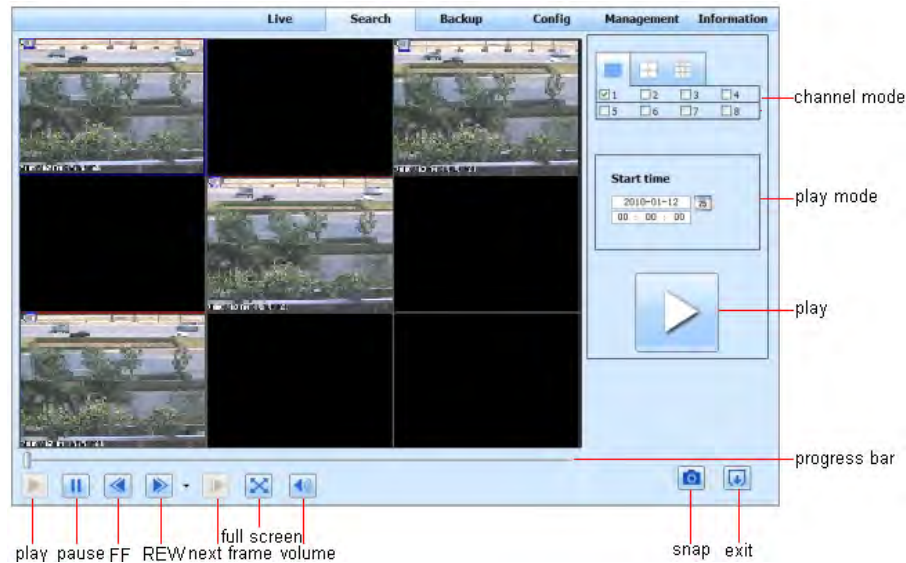 Live Search Backup Config Management Information
1 2 3 4
5 6 7 8
channel mode
Start time
2010-01-12
00 : 00 : 00
play mode
play
progress bar
full screen
play pause FF REW next frame volume
snap exit